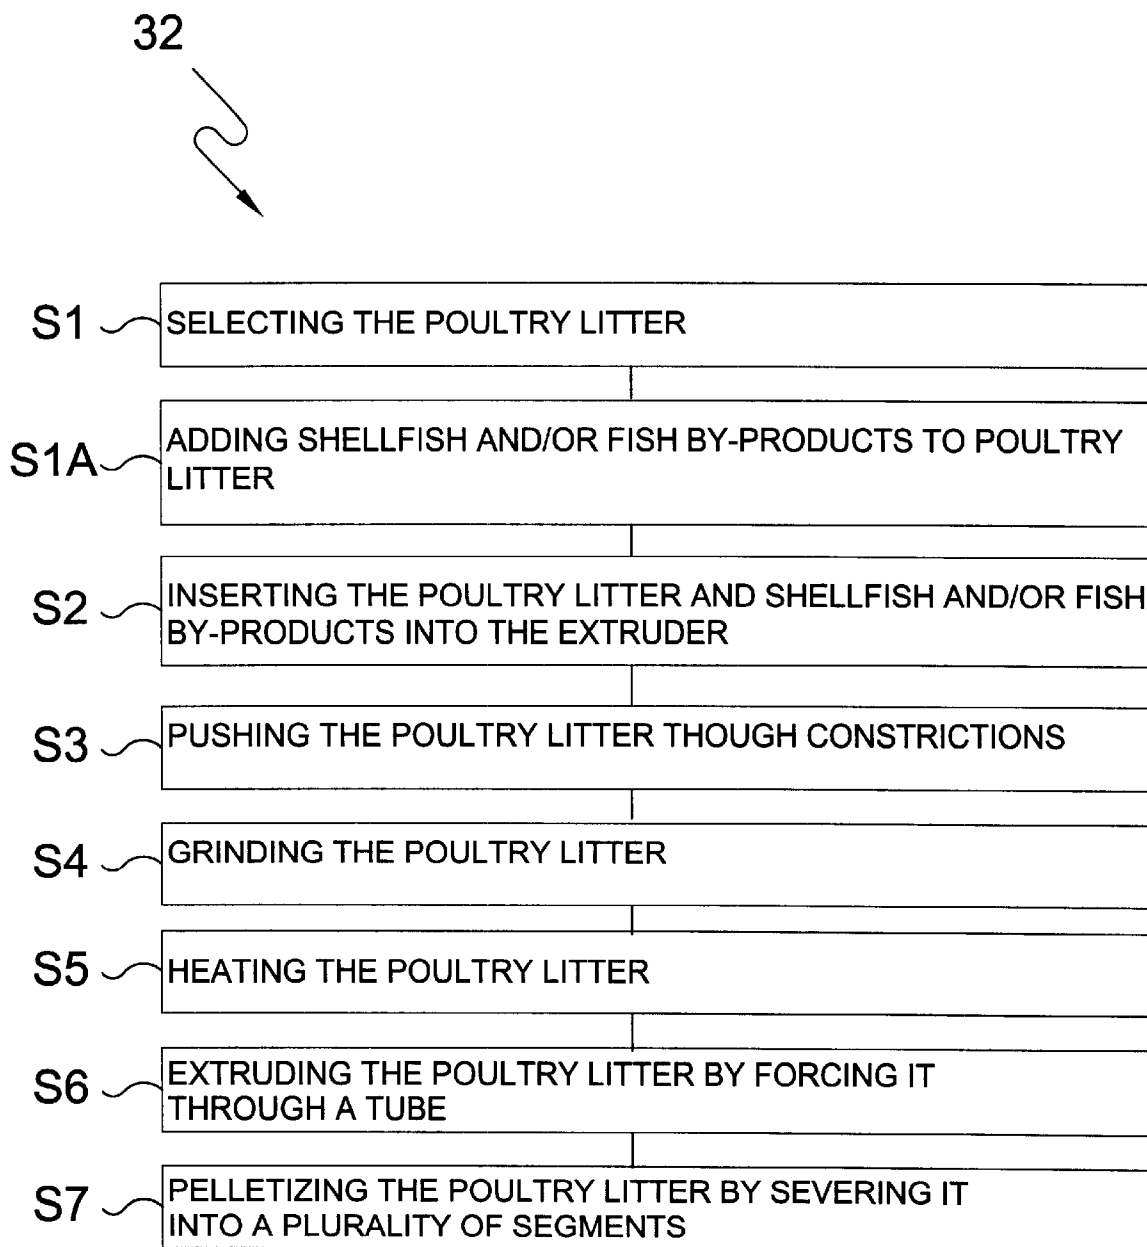 32
S1 SELECTING THE POULTRY LITTER
S1A ADDING SHELLFISH AND/OR FISH BY-PRODUCTS TO POULTRY
LITTER
S2 INSERTING THE POULTRY LITTER AND SHELLFISH AND/OR FISH
BY-PRODUCTS INTO THE EXTRUDER
S3 PUSHING THE POULTRY LITTER THOUGH CONSTRICTIONS
S4 GRINDING THE POULTRY LITTER
S5 HEATING THE POULTRY LITTER
S6 EXTRUDING THE POULTRY LITTER BY FORCING IT
THROUGH A TUBE
S7 PELLETIZING THE POULTRY LITTER BY SEVERING IT
INTO A PLURALITY OF SEGMENTS